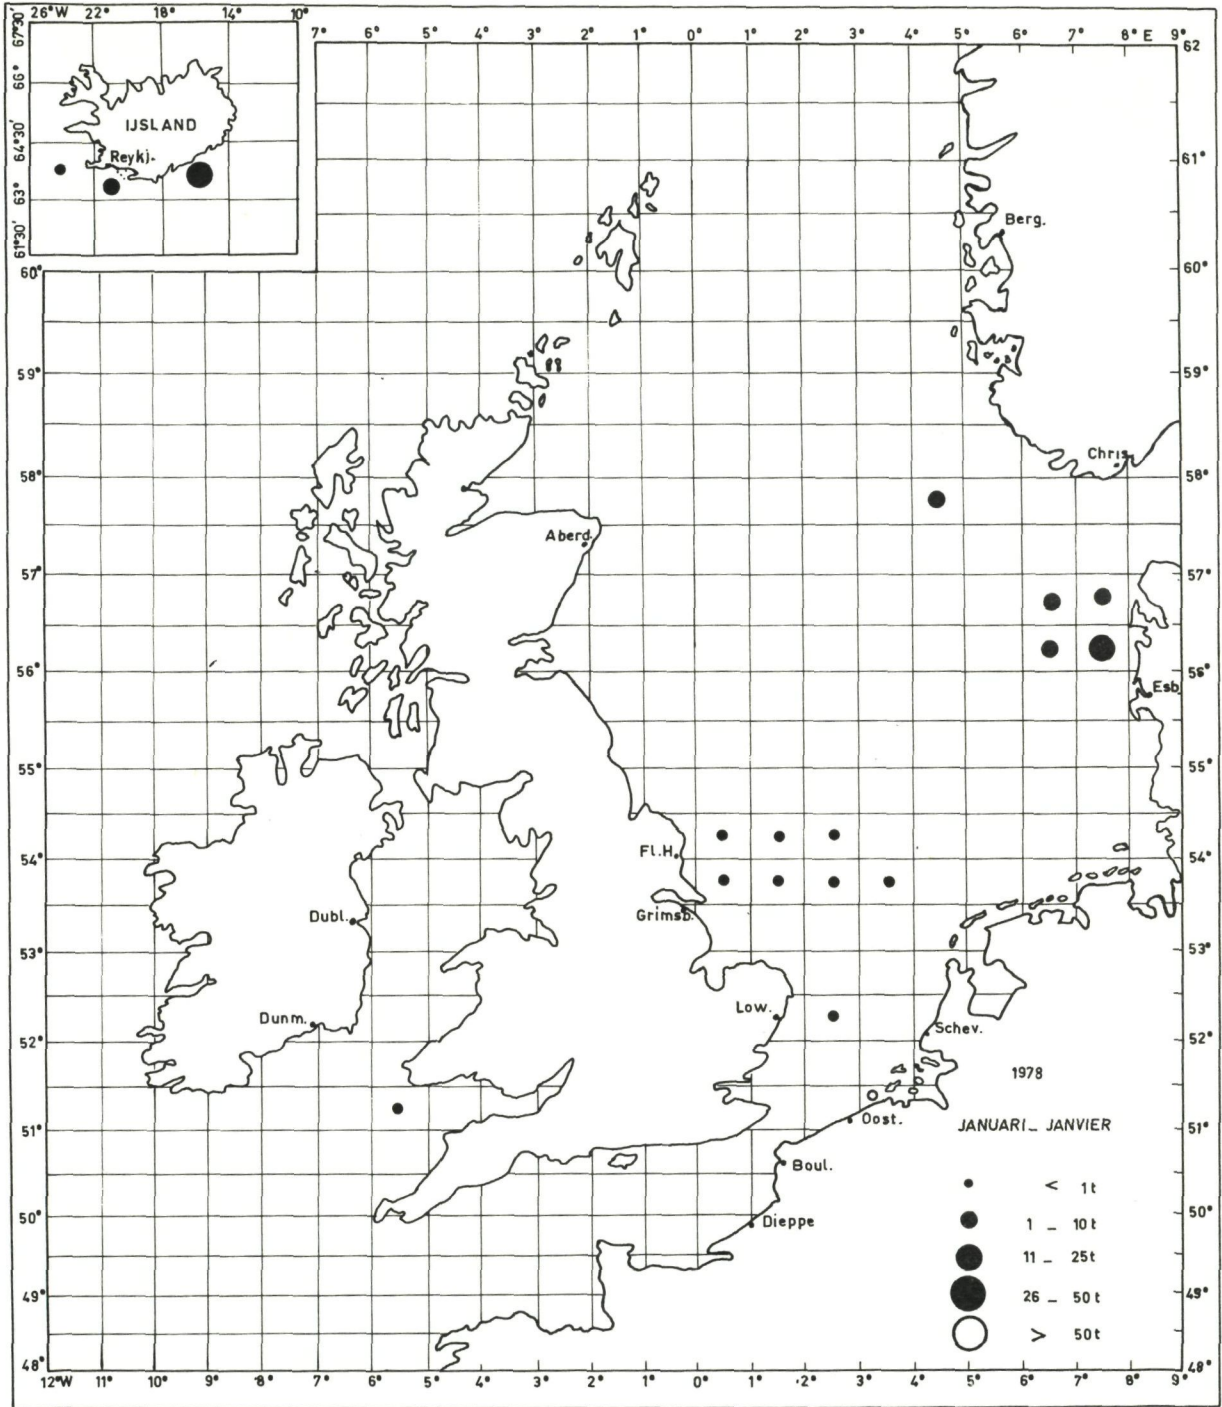 26°W 22° 18° 14° 10°
67°30'
66°
64°30'
63°
61°30'
IJSLAND
Reykj.
7° 6° 5° 4° 3° 2° 1° 0° 1° 2° 3° 4° 5° 6° 7° 8° E 9°
62
61°
60°
59°
58°
57°
56°
55°
54°
53°
52°
51°
50°
49°
48°
60°
59°
58°
57°
56°
55°
54°
53°
52°
51°
50°
49°
48°
Berg.
Chris
Aberd.
Esb
Fl.H.
Grimsb.
Dubl.
Dunm.
Low.
Schev.
Oost.
Boul.
Dieppe
1978
JANUARI_ JANVIER
< 1t
1 _ 10t
11 _ 25t
26 _ 50t
> 50t
12°W 11° 10° 9° 8° 7° 6° 5° 4° 3° 2° 1° 0° 1° 2° 3° 4° 5° 6° 7° 8° 9°